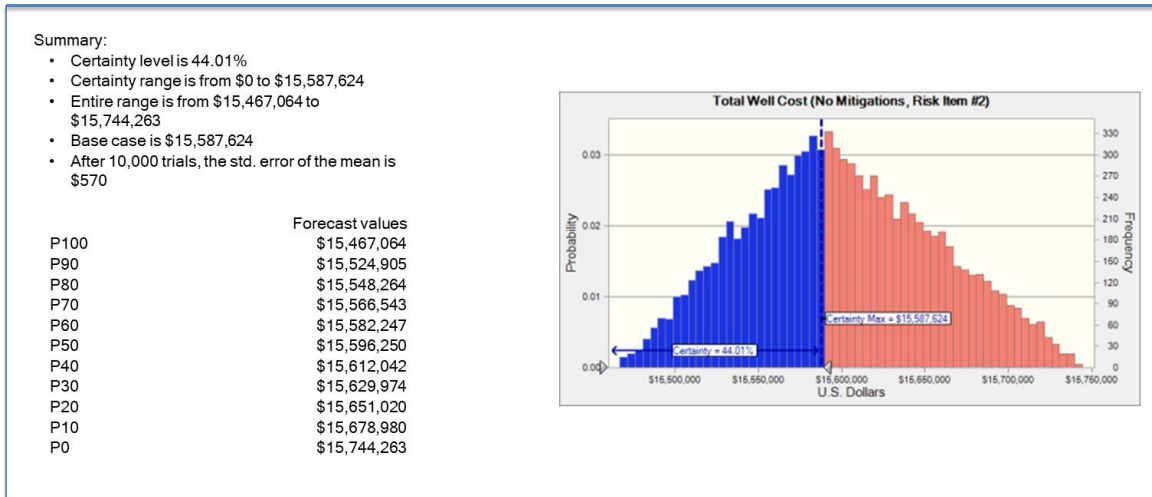 Summary:
• Certainty level is 44.01%
• Certainty range is from $0 to $15,587,624
• Entire range is from $15,467,064 to
$15,744,263
• Base case is $15,587,624
• After 10,000 trials, the std. error of the mean is
$570
Forecast values
P100 $15,467,064
P90 $15,524,905
P80 $15,548,264
P70 $15,566,543
P60 $15,582,247
P50 $15,596,250
P40 $15,612,042
P30 $15,629,974
P20 $15,651,020
P10 $15,678,980
P0 $15,744,263
Total Well Cost (No Mitigations, Risk Item #2)
Probability
0.03
0.02
0.01
0.00
Certainty = 44.01%
Certainty Max = $15,587,624
330
300
270
240
210
180
150
120
90
60
30
0
Frequency
$15,500,000 $15,550,000 $15,600,000 $15,650,000 $15,700,000 $15,750,000
U.S. Dollars